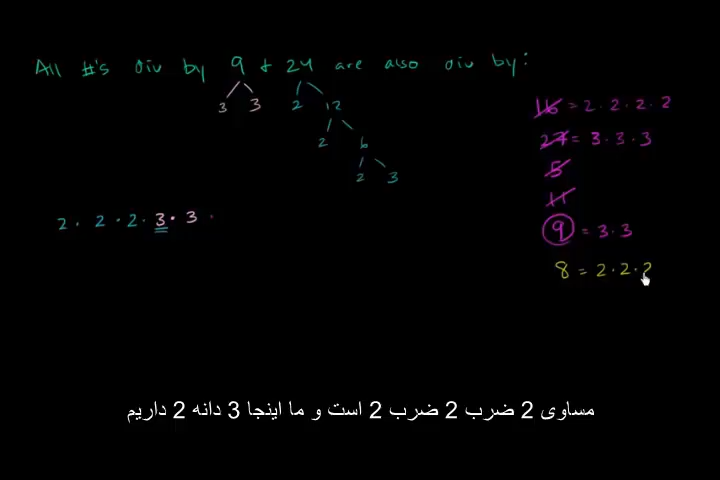 All #'s div by 9 & 24 are also div by:
3 3 2 12
2 6
2 3
16 = 2 · 2 · 2 · 2
27 = 3 · 3 · 3
5
11
2 · 2 · 2 · 3 · 3 ·
9 = 3 · 3
8 = 2 · 2 · 2
مساوی 2 ضرب 2 ضرب 2 است و ما اینجا 3 دانه 2 داریم